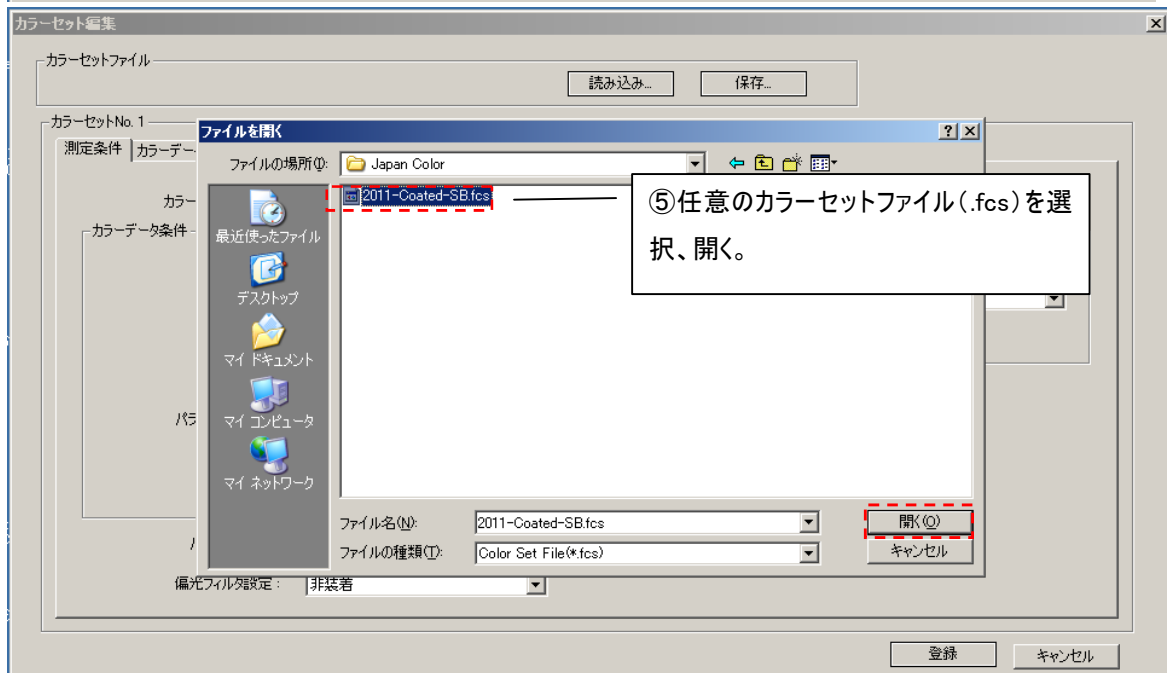 カラーセット編集
カラーセットファイル
読み込み... 保存...
カラーセットNo. 1
測定条件 カラーデー
ファイルを開く
ファイルの場所(I): Japan Color
カラー
カラーデータ条件
最近使ったファイル
デスクトップ
マイ ドキュメント
マイ コンピュータ
マイ ネットワーク
2011-Coated-SB.fcs
⑤任意のカラーセットファイル(.fcs)を選
択、開く。
パラ
ファイル名(N): 2011-Coated-SB.fcs 開く(O)
ファイルの種類(T): Color Set File(*.fcs) キャンセル
偏光フィルタ設定 : 非装着
登録 キャンセル